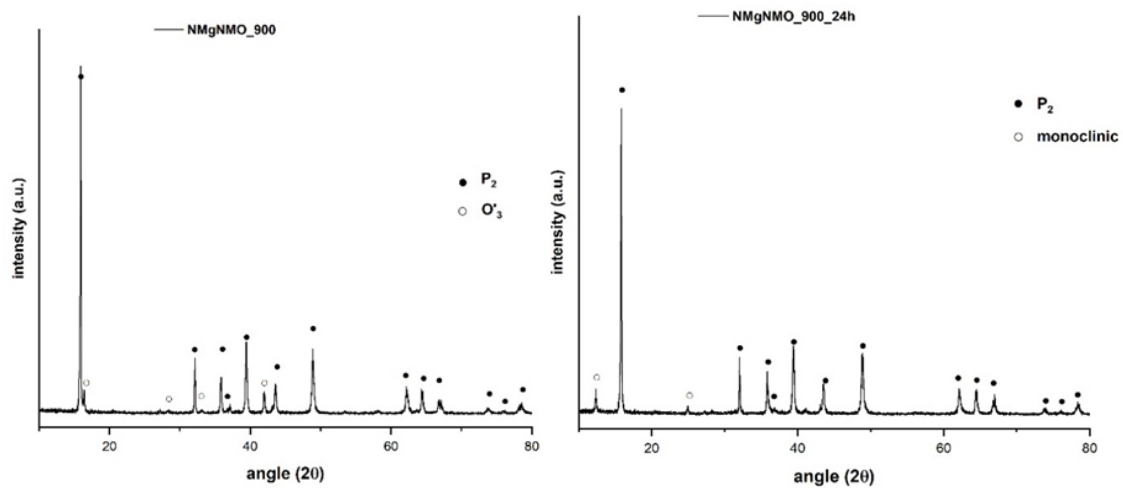 NMgNMO_900
P2
O'3
intensity (a.u.)
20
40
60
80
angle (2θ)
NMgNMO_900_24h
P2
monoclinic
intensity (a.u.)
20
40
60
80
angle (2θ)